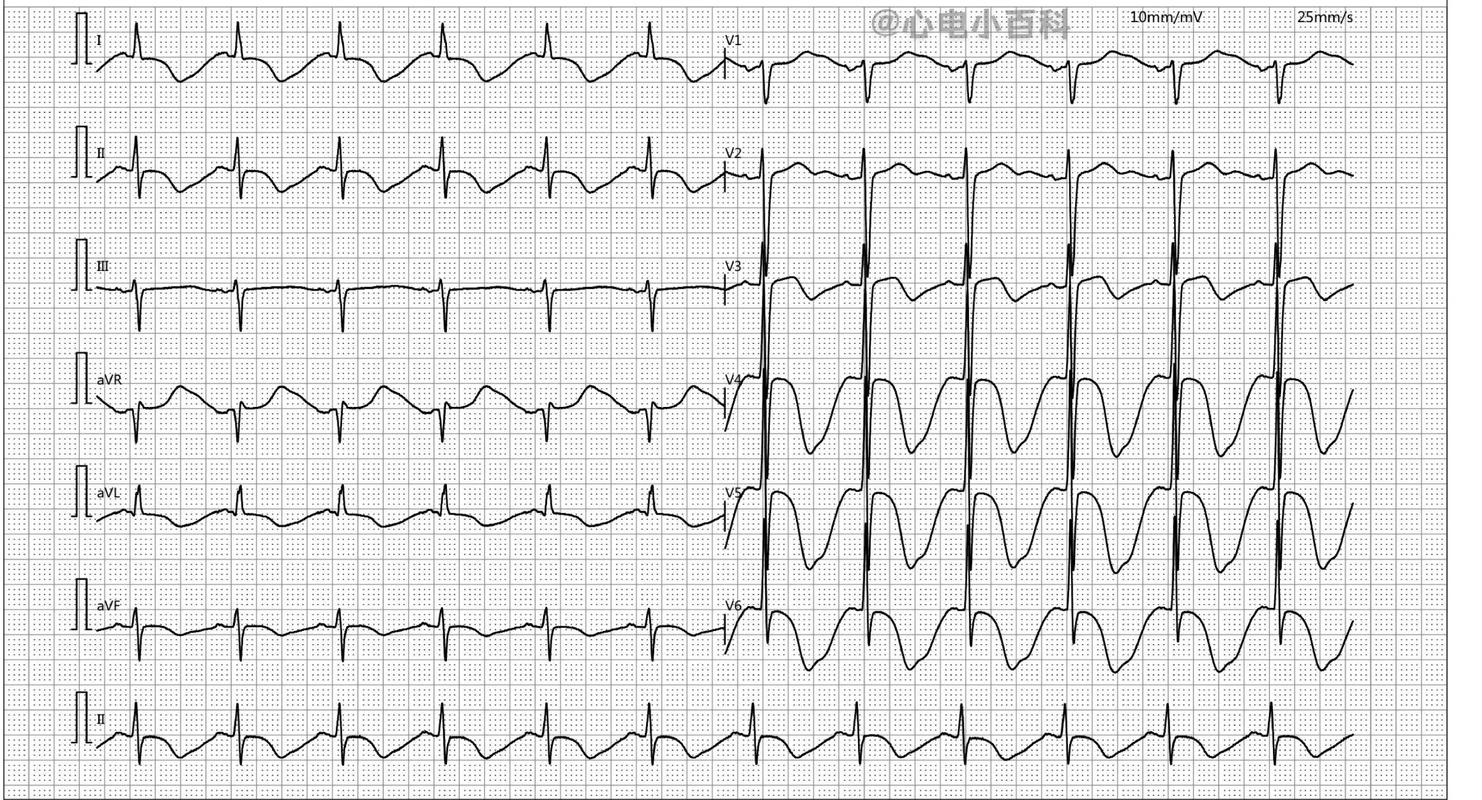 @心电小百科
10mm/mV 25mm/s
I V1
II V2
III V3
aVR V4
aVL V5
aVF V6
II